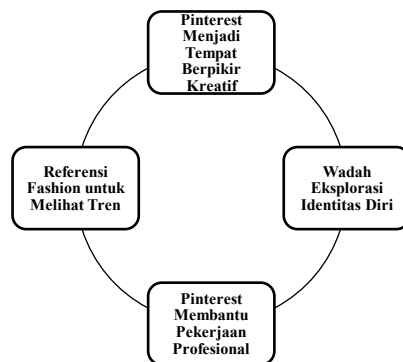 Pinterest
Menjadi
Tempat
Berpikir
Kreatif
Referensi
Fashion untuk
Melihat Tren
Wadah
Eksplorasi
Identitas Diri
Pinterest
Membantu
Pekerjaan
Profesional